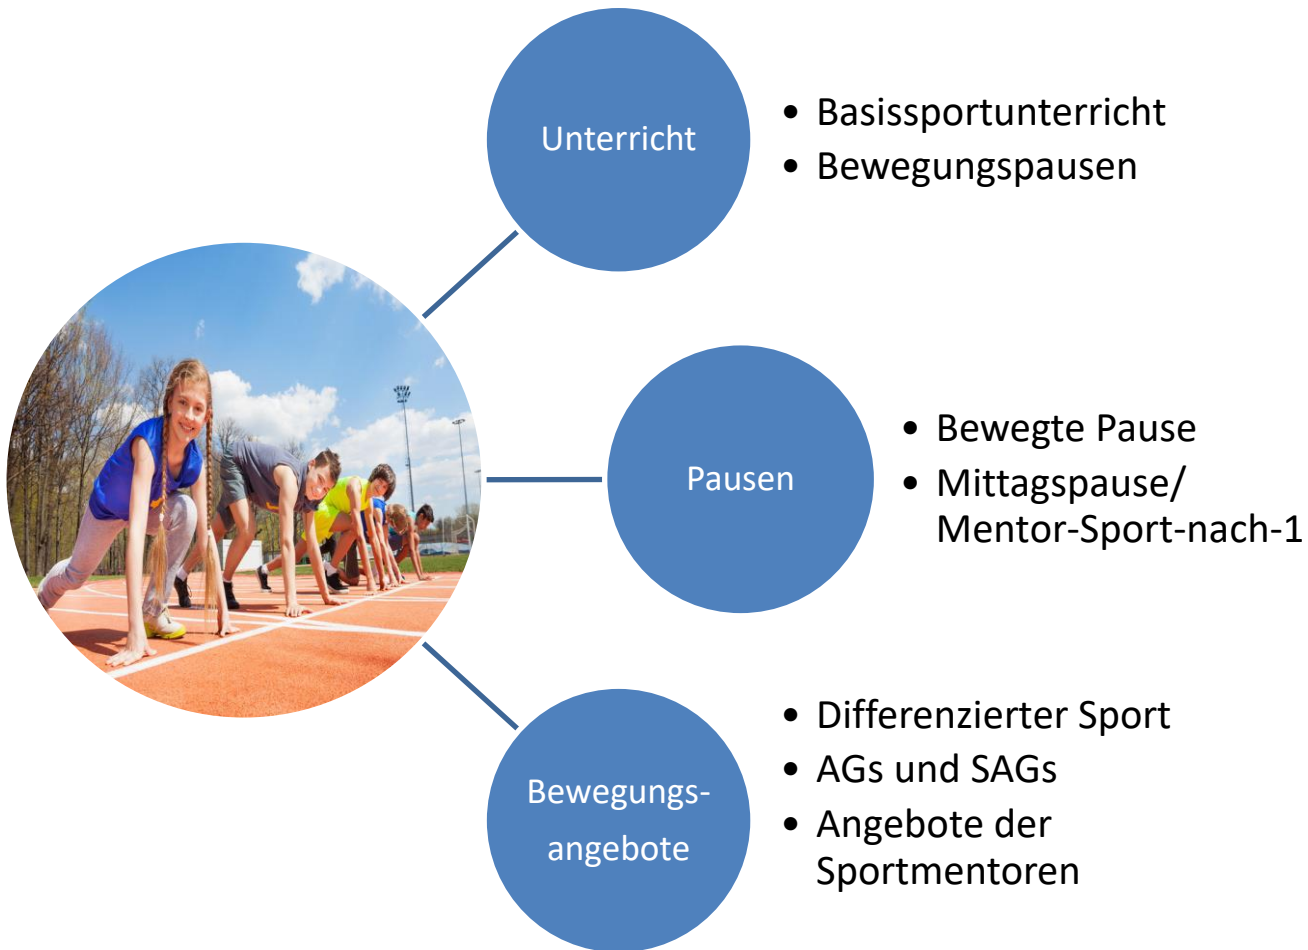 Unterricht
• Basissportunterricht
• Bewegungspausen
Pausen
• Bewegte Pause
• Mittagspause/
Mentor-Sport-nach-1
Bewegungs-
angebote
• Differenzierter Sport
• AGs und SAGs
• Angebote der
Sportmentoren